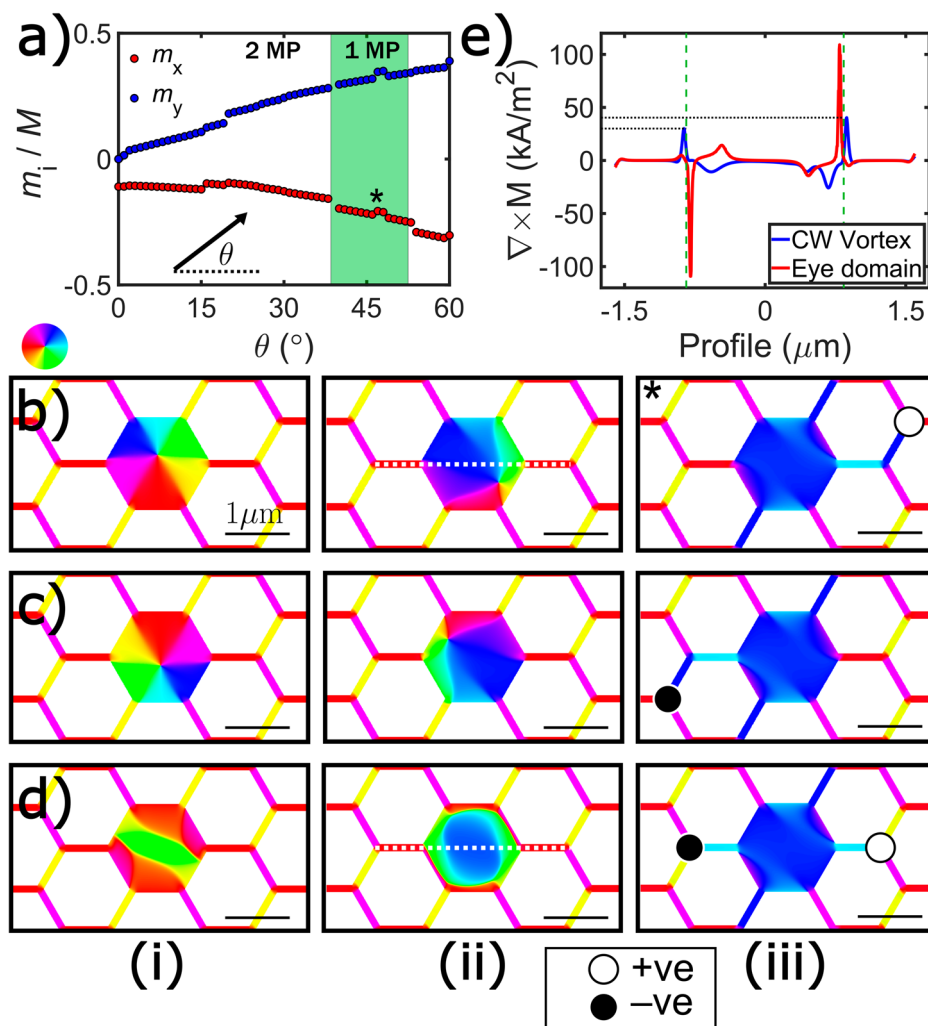 a)
0.5
0
-0.5
m_i / M
m_x
m_y
2 MP
1 MP
*
θ
0
15
30
45
60
θ (°)
e)
100
50
0
-50
-100
∇×M (kA/m²)
CW Vortex
Eye domain
-1.5
0
1.5
Profile (μm)
b)
1μm
*
c)
d)
(i)
(ii)
(iii)
+ve
–ve